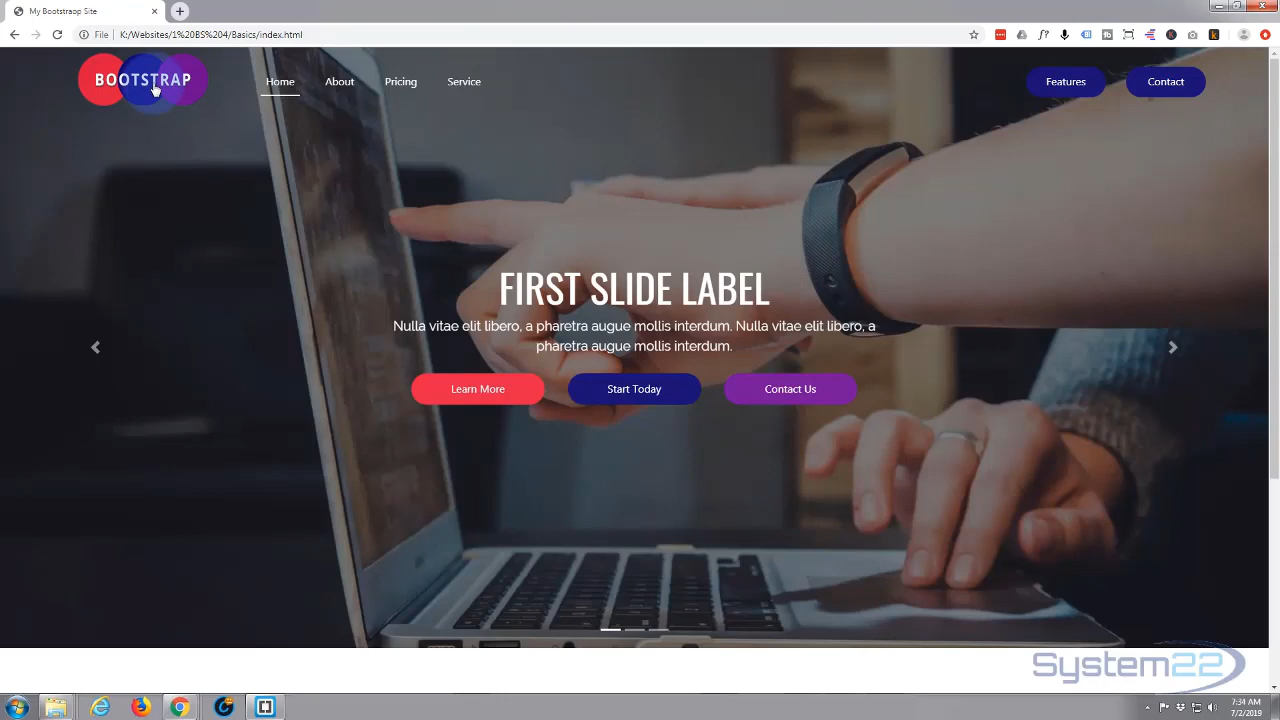 My Bootstraop Site
File
K:/Websites/1%20BS%204/Basics/index.html
BOOTSTRAP
Home
About
Pricing
Service
Features
Contact
FIRST SLIDE LABEL
Nulla vitae elit libero, a pharetra augue mollis interdum. Nulla vitae elit libero, a
pharetra augue mollis interdum.
Learn More
Start Today
Contact Us
System22
7:34 AM
7/2/2019